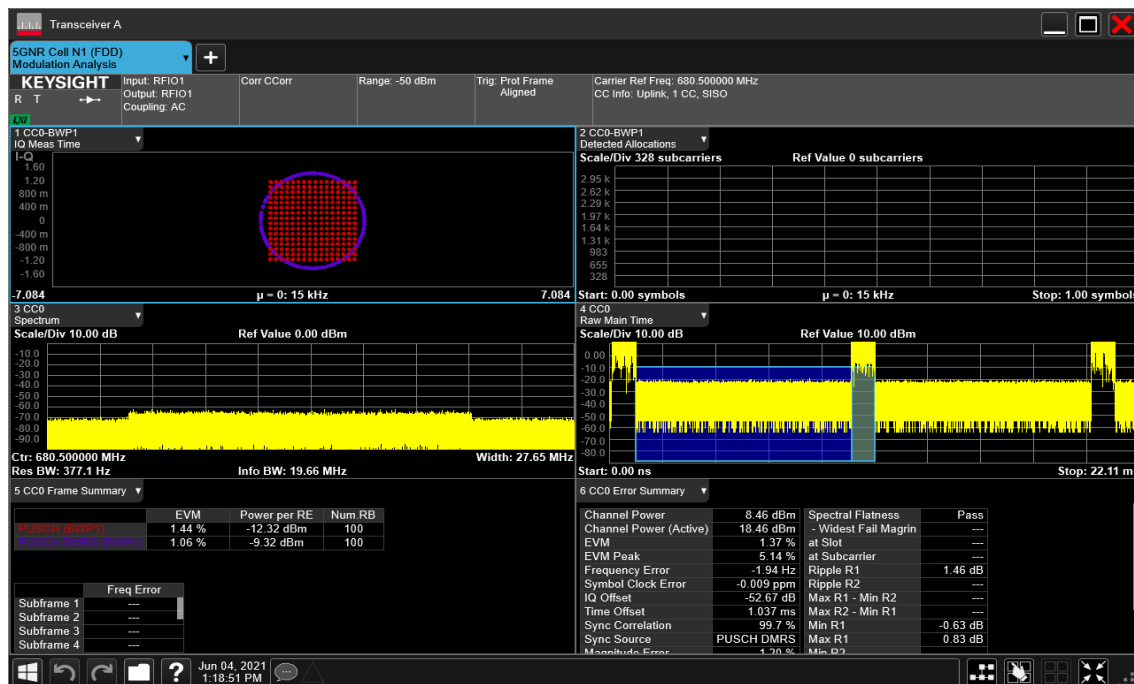 Transceiver A
5GNR Cell N1 (FDD)
Modulation Analysis
+
KEYSIGHT
R T
LXI
Input: RFIO1
Output: RFIO1
Coupling: AC
Corr CCorr
Range: -50 dBm
Trig: Prot Frame
Aligned
Carrier Ref Freq: 680.500000 MHz
CC Info: Uplink, 1 CC, SISO
1 CC0-BWP1
IQ Meas Time
I-Q
1.60
1.20
800 m
400 m
0
-400 m
-800 m
-1.20
-1.60
-7.084 µ = 0: 15 kHz 7.084
2 CC0-BWP1
Detected Allocations
Scale/Div 328 subcarriers Ref Value 0 subcarriers
2.95 k
2.62 k
2.29 k
1.97 k
1.64 k
1.31 k
983
655
328
Start: 0.00 symbols µ = 0: 15 kHz Stop: 1.00 symbols
3 CC0
Spectrum
Scale/Div 10.00 dB Ref Value 0.00 dBm
-10.0
-20.0
-30.0
-40.0
-50.0
-60.0
-70.0
-80.0
-90.0
Ctr: 680.500000 MHz Width: 27.65 MHz
Res BW: 377.1 Hz Info BW: 19.66 MHz
4 CC0
Raw Main Time
Scale/Div 10.00 dB Ref Value 10.00 dBm
0.00
-10.0
-20.0
-30.0
-40.0
-50.0
-60.0
-70.0
-80.0
Start: 0.00 ns Stop: 22.11 m
5 CC0 Frame Summary
EVM Power per RE Num.RB
PUSCH (BWP1) 1.44 % -12.32 dBm 100
PUSCH DMRS (BWP1) 1.06 % -9.32 dBm 100
Freq Error
Subframe 1 ---
Subframe 2 ---
Subframe 3 ---
Subframe 4 ---
6 CC0 Error Summary
Channel Power 8.46 dBm Spectral Flatness Pass
Channel Power (Active) 18.46 dBm - Widest Fail Magrin ---
EVM 1.37 % at Slot ---
EVM Peak 5.14 % at Subcarrier ---
Frequency Error -1.94 Hz Ripple R1 1.46 dB
Symbol Clock Error -0.009 ppm Ripple R2 ---
IQ Offset -52.67 dB Max R1 - Min R2 ---
Time Offset 1.037 ms Max R2 - Min R1 ---
Sync Correlation 99.7 % Min R1 -0.63 dB
Sync Source PUSCH DMRS Max R1 0.83 dB
Magnitude Error 1.20 % Min R2 ---
? Jun 04, 2021
1:18:51 PM